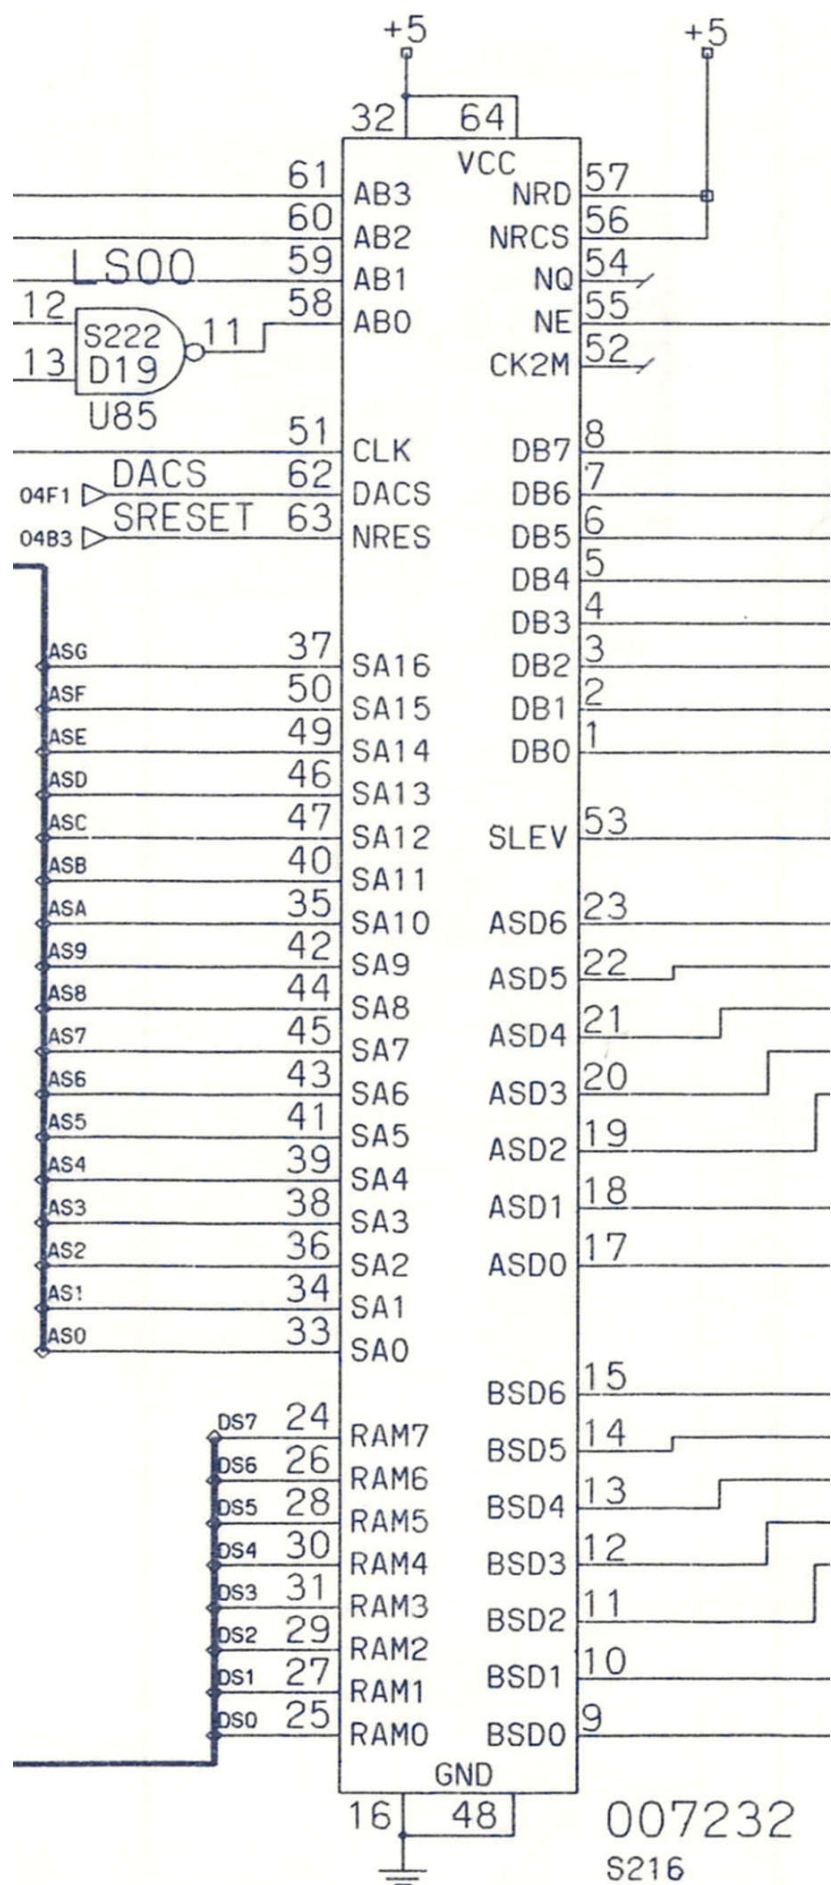 +5 +5
32 64
VCC
61 AB3 NRD 57
60 AB2 NRCS 56
LS00 59 AB1 NQ 54
12 58 AB0 NE 55
S222 11
13 D19 CK2M 52
U85
51 CLK DB7 8
04F1 DACS 62 DACS DB6 7
04B3 SRESET 63 NRES DB5 6
DB4 5
DB3 4
ASG 37 SA16 DB2 3
ASF 50 SA15 DB1 2
ASE 49 SA14 DB0 1
ASD 46 SA13
ASC 47 SA12 SLEV 53
ASB 40 SA11
ASA 35 SA10 ASD6 23
AS9 42 SA9 ASD5 22
AS8 44 SA8 ASD4 21
AS7 45 SA7
AS6 43 SA6 ASD3 20
AS5 41 SA5 ASD2 19
AS4 39 SA4
AS3 38 SA3 ASD1 18
AS2 36 SA2 ASD0 17
AS1 34 SA1
AS0 33 SA0
BSD6 15
DS7 24 RAM7 BSD5 14
DS6 26 RAM6
DS5 28 RAM5 BSD4 13
DS4 30 RAM4 BSD3 12
DS3 31 RAM3 BSD2 11
DS2 29 RAM2
DS1 27 RAM1 BSD1 10
DS0 25 RAM0 BSD0 9
GND
16 48 007232
S216